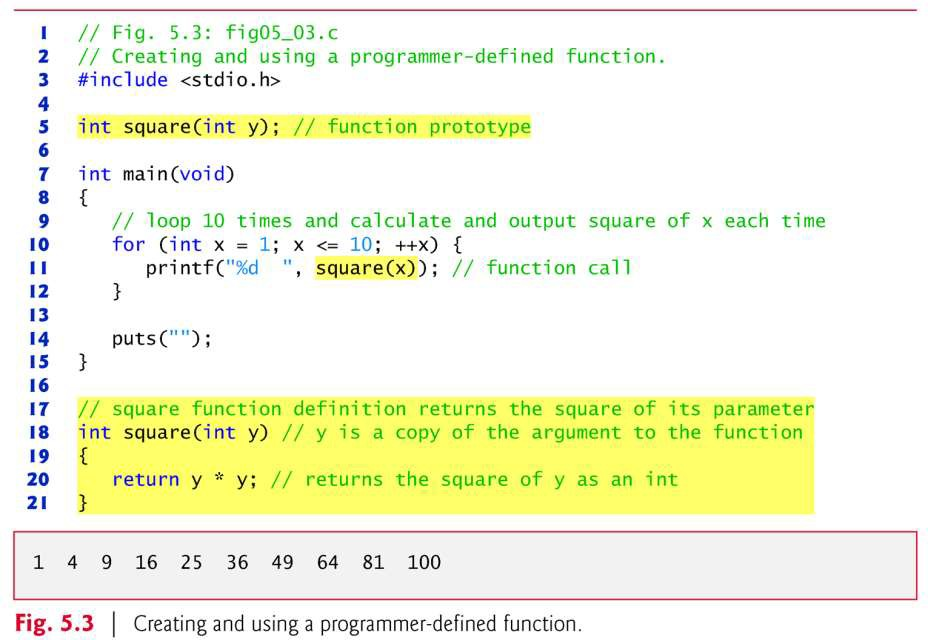 1 // Fig. 5.3: fig05_03.c
2 // Creating and using a programmer-defined function.
3 #include <stdio.h>
4
5 int square(int y); // function prototype
6
7 int main(void)
8 {
9    // loop 10 times and calculate and output square of x each time
10    for (int x = 1; x <= 10; ++x) {
11       printf("%d  ", square(x)); // function call
12    }
13
14    puts("");
15 }
16
17 // square function definition returns the square of its parameter
18 int square(int y) // y is a copy of the argument to the function
19 {
20    return y * y; // returns the square of y as an int
21 }
1  4  9  16  25  36  49  64  81  100
Fig. 5.3 | Creating and using a programmer-defined function.